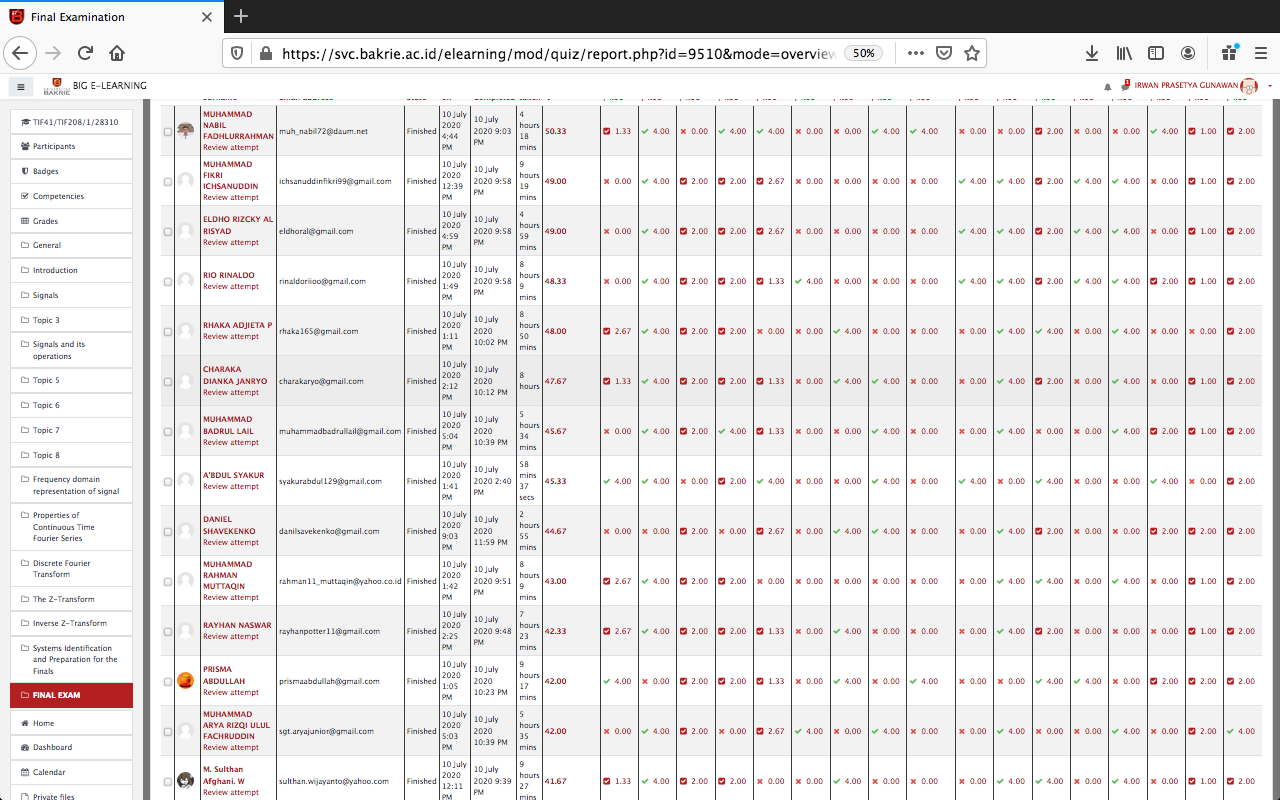 Final Examination
https://svc.bakrie.ac.id/elearning/mod/quiz/report.php?id=9510&mode=overview
50%
BAKRIE
BIG E-LEARNING
1
IRWAN PRASETYA GUNAWAN
TIF41/TIF208/1/28310
Participants
Badges
Competencies
Grades
General
Introduction
Signals
Topic 3
Signals and its
operations
Topic 5
Topic 6
Topic 7
Topic 8
Frequency domain
representation of signal
Properties of
Continuous Time
Fourier Series
Discrete Fourier
Transform
The Z-Transform
Inverse Z-Transform
Systems Identification
and Preparation for the
Finals
FINAL EXAM
Home
Dashboard
Calendar
Private files
MUHAMMAD NABIL FADHLURRAHMAN Review attempt muh_nabil72@daum.net Finished 10 July 2020 4:44 PM 10 July 2020 9:03 PM 4 hours 18 mins 50.33 1.33 4.00 0.00 4.00 4.00 0.00 0.00 4.00 4.00 0.00 0.00 2.00 0.00 0.00 4.00 0.00 2.00
MUHAMMAD FIKRI ICHSANUDDIN Review attempt ichsanuddinfikri99@gmail.com Finished 10 July 2020 12:39 PM 10 July 2020 9:58 PM 9 hours 19 mins 49.00 0.00 4.00 2.00 2.00 2.67 0.00 0.00 0.00 0.00 4.00 4.00 2.00 4.00 4.00 0.00 1.00 2.00
ELDHO RIZCKY AL RISYAD Review attempt eldhoral@gmail.com Finished 10 July 2020 4:59 PM 10 July 2020 9:58 PM 4 hours 59 mins 49.00 0.00 4.00 2.00 2.00 2.67 0.00 0.00 0.00 0.00 4.00 4.00 2.00 4.00 4.00 0.00 1.00 2.00
RIO RINALDO Review attempt rinaldoriioo@gmail.com Finished 10 July 2020 1:49 PM 10 July 2020 9:58 PM 8 hours 9 mins 48.33 0.00 4.00 2.00 2.00 1.33 4.00 0.00 0.00 0.00 4.00 4.00 2.00 0.00 4.00 2.00 1.00 2.00
RHAKA ADJIETA P Review attempt rhaka165@gmail.com Finished 10 July 2020 1:11 PM 10 July 2020 10:02 PM 8 hours 50 mins 48.00 2.67 4.00 2.00 2.00 0.00 0.00 4.00 0.00 0.00 0.00 4.00 4.00 0.00 4.00 0.00 0.00 2.00
CHARAKA DIANKA JANRYO Review attempt charakaryo@gmail.com Finished 10 July 2020 2:12 PM 10 July 2020 10:12 PM 8 hours 47.67 1.33 4.00 2.00 2.00 1.33 0.00 4.00 4.00 0.00 0.00 4.00 2.00 0.00 4.00 0.00 1.00 2.00
MUHAMMAD BADRUL LAIL Review attempt muhammadbadrullail@gmail.com Finished 10 July 2020 5:04 PM 10 July 2020 10:39 PM 5 hours 34 mins 45.67 0.00 4.00 2.00 4.00 1.33 0.00 0.00 4.00 0.00 0.00 4.00 0.00 0.00 4.00 2.00 1.00 2.00
A'BDUL SYAKUR Review attempt syakurabdul129@gmail.com Finished 10 July 2020 1:41 PM 10 July 2020 2:40 PM 58 mins 37 secs 45.33 4.00 4.00 0.00 2.00 4.00 0.00 0.00 4.00 0.00 4.00 0.00 4.00 0.00 0.00 4.00 0.00 2.00
DANIEL SHAVEKENKO Review attempt danilsavekenko@gmail.com Finished 10 July 2020 9:03 PM 10 July 2020 11:59 PM 2 hours 55 mins 44.67 0.00 0.00 2.00 0.00 2.67 0.00 4.00 4.00 0.00 0.00 4.00 2.00 0.00 0.00 2.00 2.00 2.00
MUHAMMAD RAHMAN MUTTAQIN Review attempt rahman11_muttaqin@yahoo.co.id Finished 10 July 2020 1:42 PM 10 July 2020 9:51 PM 8 hours 9 mins 43.00 2.67 4.00 2.00 2.00 0.00 0.00 0.00 0.00 0.00 0.00 4.00 4.00 0.00 4.00 0.00 1.00 2.00
RAYHAN NASWAR Review attempt rayhanpotter11@gmail.com Finished 10 July 2020 2:25 PM 10 July 2020 9:48 PM 7 hours 23 mins 42.33 2.67 4.00 2.00 2.00 1.33 0.00 4.00 0.00 0.00 0.00 4.00 2.00 0.00 0.00 0.00 1.00 2.00
PRISMA ABDULLAH Review attempt prismaabdullah@gmail.com Finished 10 July 2020 1:05 PM 10 July 2020 10:23 PM 9 hours 17 mins 42.00 4.00 0.00 2.00 2.00 1.33 0.00 4.00 0.00 4.00 0.00 0.00 4.00 4.00 0.00 2.00 2.00 2.00
MUHAMMAD ARYA RIZQI ULUL FACHRUDDIN Review attempt sgt.aryajunior@gmail.com Finished 10 July 2020 5:03 PM 10 July 2020 10:39 PM 5 hours 35 mins 42.00 0.00 4.00 2.00 0.00 2.67 4.00 0.00 0.00 0.00 0.00 4.00 2.00 0.00 0.00 0.00 2.00 4.00
M. Sulthan Afghani. W Review attempt sulthan.wijayanto@yahoo.com Finished 10 July 2020 12:11 PM 10 July 2020 9:39 PM 9 hours 27 mins 41.67 1.33 4.00 2.00 2.00 0.00 0.00 4.00 0.00 0.00 0.00 4.00 4.00 0.00 4.00 0.00 1.00 2.00